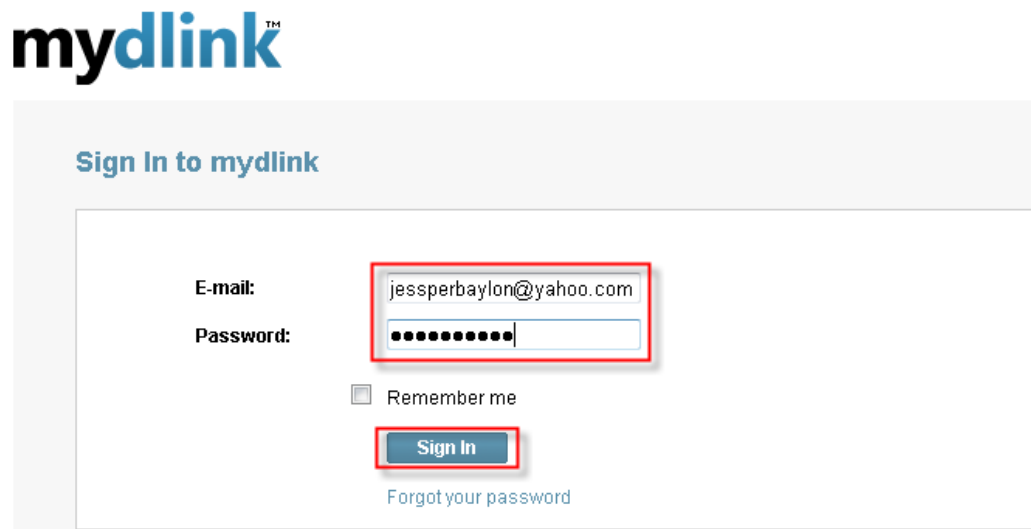 mydlink™
Sign In to mydlink
E-mail: jessperbaylon@yahoo.com
Password: ●●●●●●●●●●
Remember me
Sign In
Forgot your password